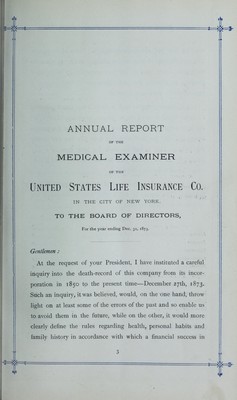 ANNUAL REPORT
OF THE
MEDICAL EXAMINER
OF THE
UNITED STATES LIFE INSURANCE CO.
IN THE CITY OF NEW YORK.
TO THE BOARD OF DIRECTORS,
For the year ending Dec. 31, 1873.
Gentlemen :
At the request of your President, I have instituted a careful
inquiry into the death-record of this company from its incor-
poration in 1850 to the present time—December 27th, 1873.
Such an inquiry, it was believed, would, on the one hand, throw
light on at least some of the errors of the past and so enable us
to avoid them in the future, while on the other, it would more
clearly define the rules regarding health, personal habits and
family history in accordance with which a financial success in